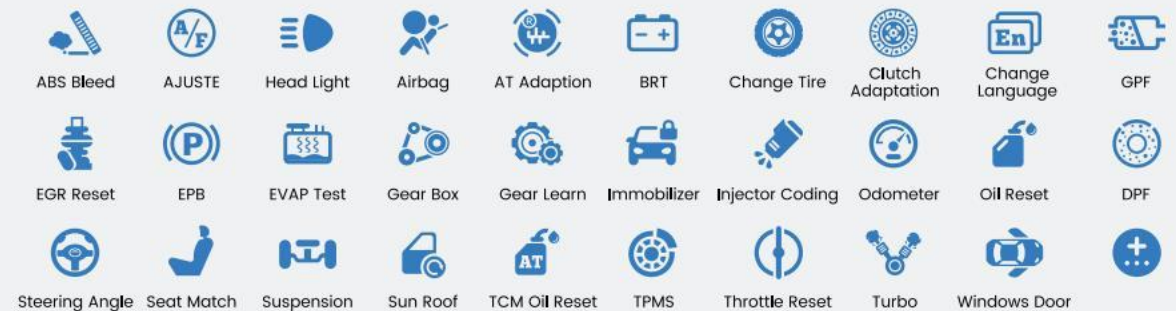 A/F
R
En
ABS Bleed AJUSTE Head Light Airbag AT Adaption BRT Change Tire Clutch Adaptation Change Language GPF
P
EGR Reset EPB EVAP Test Gear Box Gear Learn Immobilizer Injector Coding Odometer Oil Reset DPF
AT
Steering Angle Seat Match Suspension Sun Roof TCM Oil Reset TPMS Throttle Reset Turbo Windows Door